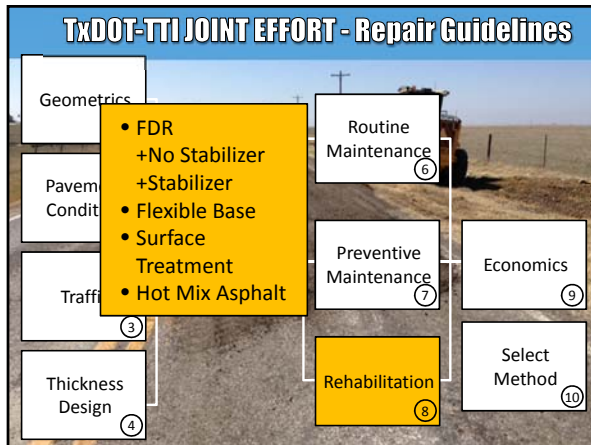 TxDOT-TTI JOINT EFFORT - Repair Guidelines
Geometrics
Traffi
3
Thickness
Design
4
• FDR
+No Stabilizer
+Stabilizer
• Flexible Base
• Surface
Treatment
• Hot Mix Asphalt
Routine
Maintenance
6
Preventive
Maintenance
7
Rehabilitation
8
Economics
9
Select
Method
10